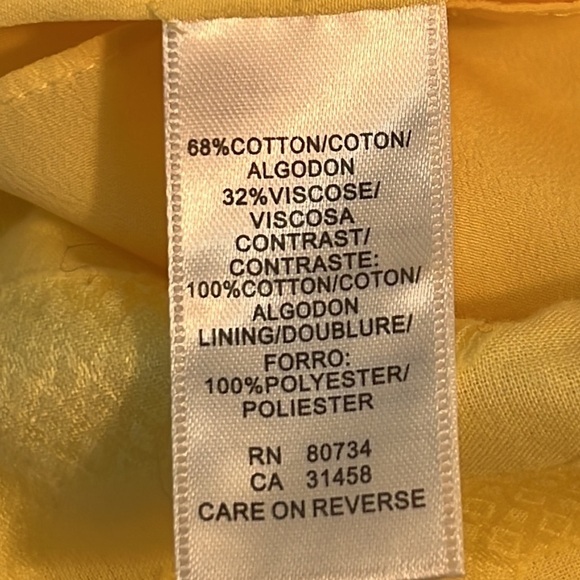 68%COTTON/COTON/
ALGODON
32%VISCOSE/
VISCOSA
CONTRAST/
CONTRASTE:
100%COTTON/COTON/
ALGODON
LINING/DOUBLURE/
FORRO:
100%POLYESTER/
POLIESTER
RN 80734
CA 31458
CARE ON REVERSE